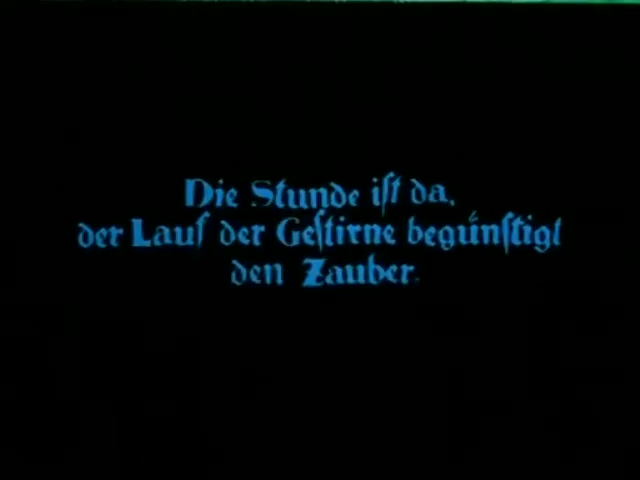 Die Stunde iſt da,
der Lauf der Geſtirne begünſtigt
den Zauber.